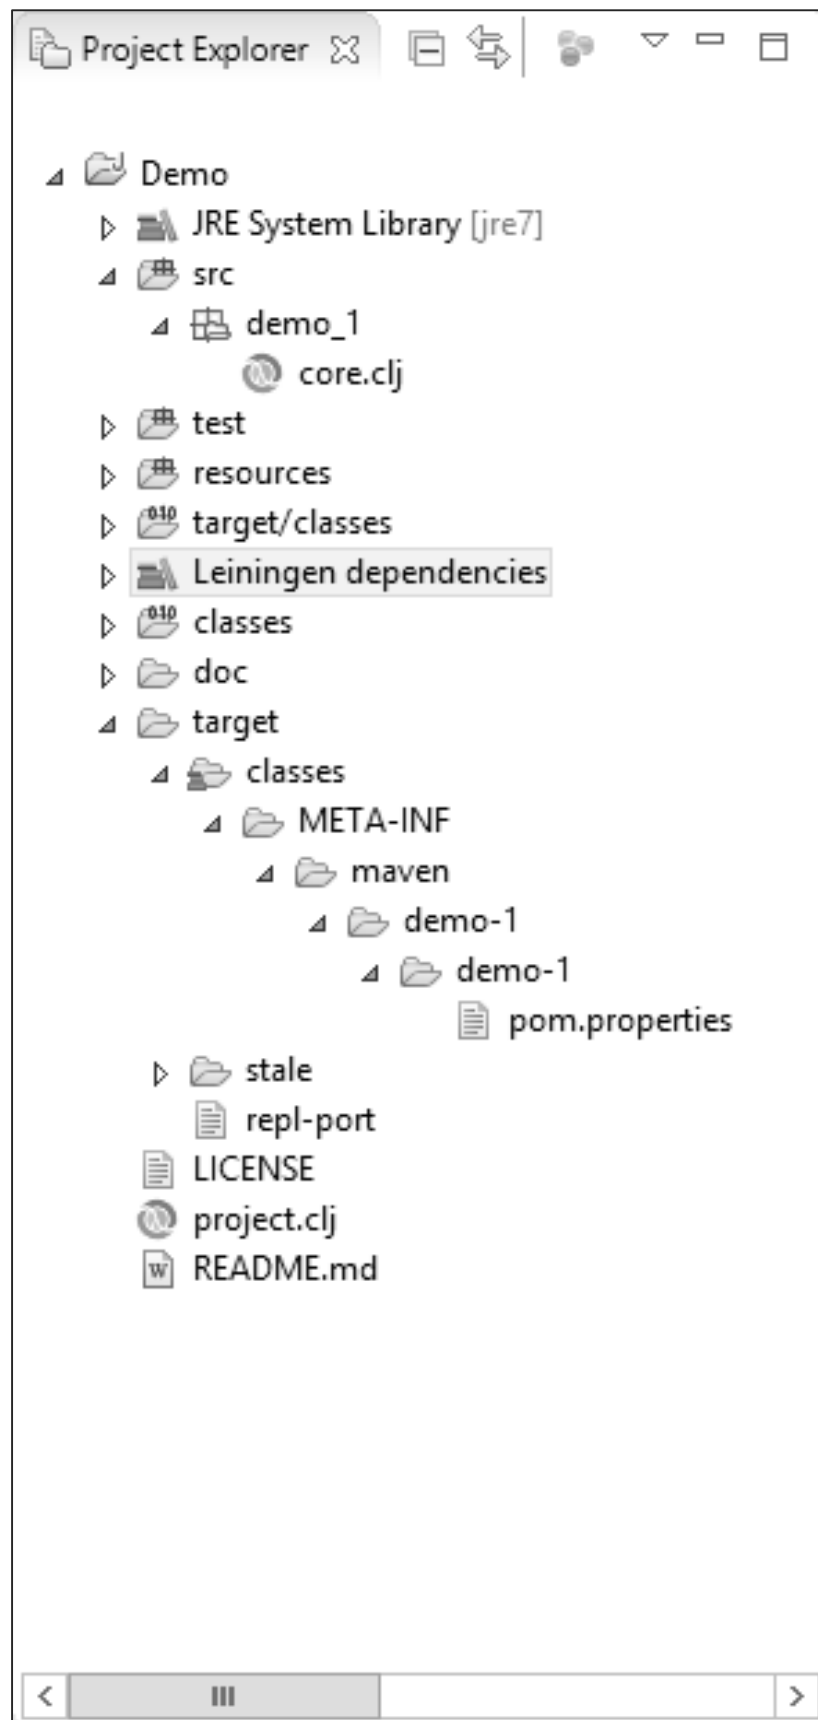 Project Explorer
Demo
JRE System Library [jre7]
src
demo_1
core.clj
test
resources
target/classes
Leiningen dependencies
classes
doc
target
classes
META-INF
maven
demo-1
demo-1
pom.properties
stale
repl-port
LICENSE
project.clj
README.md